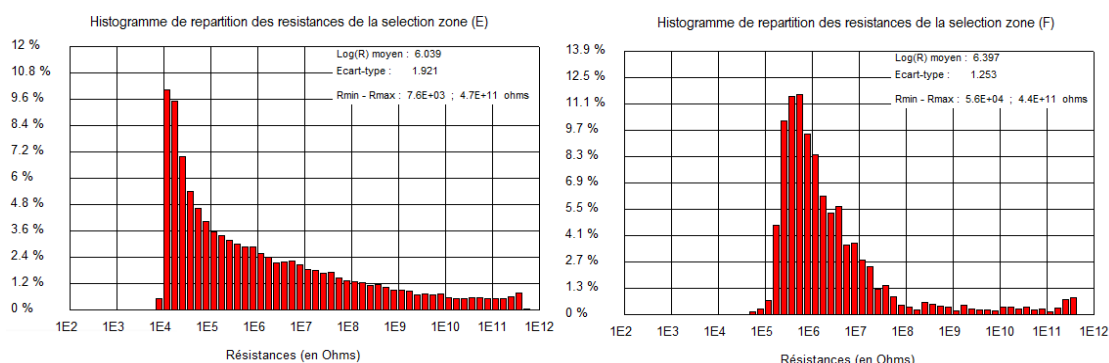 Histogramme de repartition des resistances de la selection zone (E)
12 %
10.8 %
9.6 %
8.4 %
7.2 %
6 %
4.8 %
3.6 %
2.4 %
1.2 %
0 %
Log(R) moyen : 6.039
Ecart-type : 1.921
Rmin - Rmax : 7.6E+03 ; 4.7E+11 ohms
1E2 1E3 1E4 1E5 1E6 1E7 1E8 1E9 1E10 1E11 1E12
Résistances (en Ohms)
Histogramme de repartition des resistances de la selection zone (F)
13.9 %
12.5 %
11.1 %
9.7 %
8.3 %
6.9 %
5.5 %
4.1 %
2.7 %
1.3 %
0 %
Log(R) moyen : 6.397
Ecart-type : 1.253
Rmin - Rmax : 5.6E+04 ; 4.4E+11 ohms
1E2 1E3 1E4 1E5 1E6 1E7 1E8 1E9 1E10 1E11 1E12
Résistances (en Ohms)